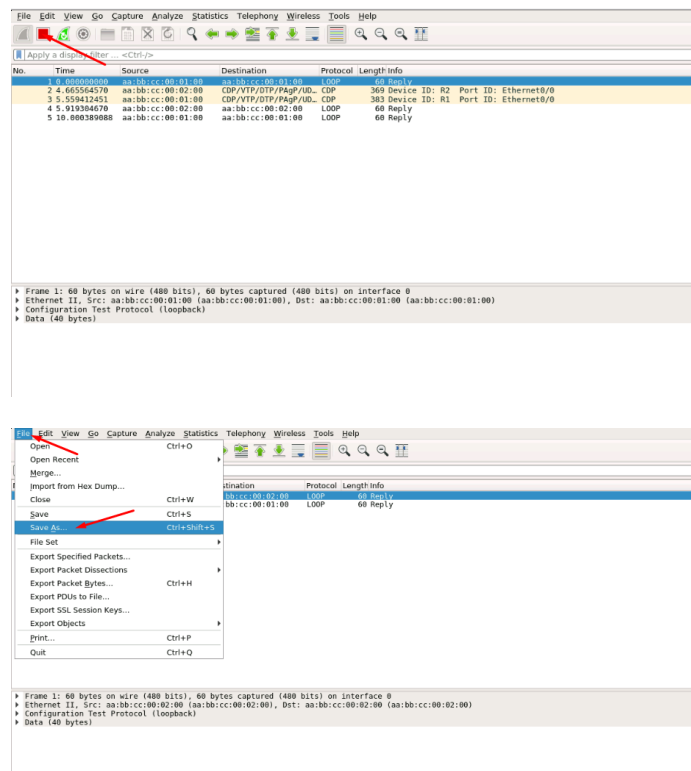 File Edit View Go Capture Analyze Statistics Telephony Wireless Tools Help
Apply a display filter ... <Ctrl-/>
No. Time Source Destination Protocol Length Info
1 0.000000000 aa:bb:cc:00:01:00 aa:bb:cc:00:01:00 LOOP 60 Reply
2 4.665564570 aa:bb:cc:00:02:00 CDP/VTP/DTP/PAgP/UD… CDP 369 Device ID: R2 Port ID: Ethernet0/0
3 5.559412451 aa:bb:cc:00:01:00 CDP/VTP/DTP/PAgP/UD… CDP 383 Device ID: R1 Port ID: Ethernet0/0
4 5.919304670 aa:bb:cc:00:02:00 aa:bb:cc:00:02:00 LOOP 60 Reply
5 10.000389088 aa:bb:cc:00:01:00 aa:bb:cc:00:01:00 LOOP 60 Reply
Frame 1: 60 bytes on wire (480 bits), 60 bytes captured (480 bits) on interface 0
Ethernet II, Src: aa:bb:cc:00:01:00 (aa:bb:cc:00:01:00), Dst: aa:bb:cc:00:01:00 (aa:bb:cc:00:01:00)
Configuration Test Protocol (loopback)
Data (40 bytes)
File Edit View Go Capture Analyze Statistics Telephony Wireless Tools Help
Open Ctrl+O
Open Recent
Merge...
Import from Hex Dump...
Close Ctrl+W
stination Protocol Length Info
Save Ctrl+S
bb:cc:00:02:00 LOOP 60 Reply
bb:cc:00:01:00 LOOP 60 Reply
Save As... Ctrl+Shift+S
File Set
Export Specified Packets...
Export Packet Dissections
Export Packet Bytes... Ctrl+H
Export PDUs to File...
Export SSL Session Keys...
Export Objects
Print... Ctrl+P
Quit Ctrl+Q
Frame 1: 60 bytes on wire (480 bits), 60 bytes captured (480 bits) on interface 0
Ethernet II, Src: aa:bb:cc:00:02:00 (aa:bb:cc:00:02:00), Dst: aa:bb:cc:00:02:00 (aa:bb:cc:00:02:00)
Configuration Test Protocol (loopback)
Data (40 bytes)